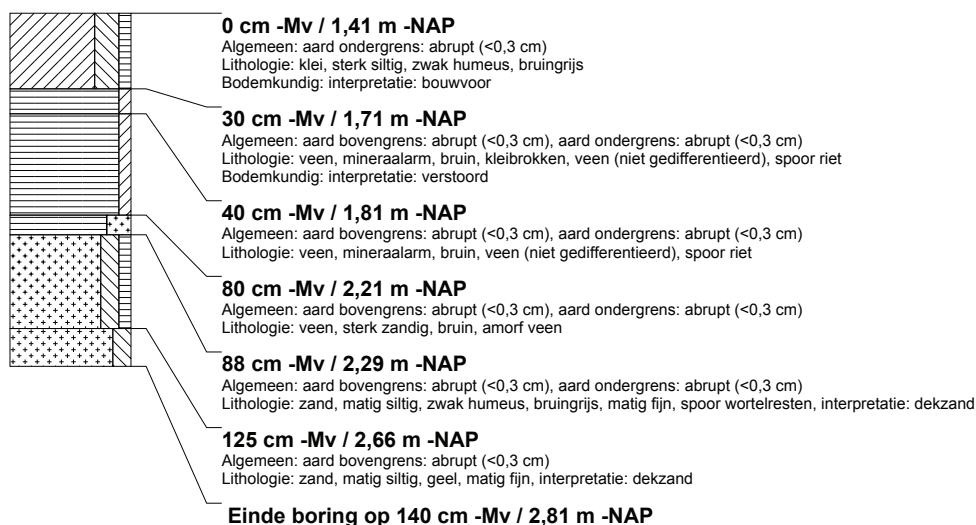 0 cm -Mv / 1,41 m -NAP
Algemeen: aard ondergrens: abrupt (<0,3 cm)
Lithologie: klei, sterk siltig, zwak humeus, bruingrijs
Bodemkundig: interpretatie: bouwvoor
30 cm -Mv / 1,71 m -NAP
Algemeen: aard bovengrens: abrupt (<0,3 cm), aard ondergrens: abrupt (<0,3 cm)
Lithologie: veen, mineraalarm, bruin, kleibrokken, veen (niet gedifferentieerd), spoor riet
Bodemkundig: interpretatie: verstoord
40 cm -Mv / 1,81 m -NAP
Algemeen: aard bovengrens: abrupt (<0,3 cm), aard ondergrens: abrupt (<0,3 cm)
Lithologie: veen, mineraalarm, bruin, veen (niet gedifferentieerd), spoor riet
80 cm -Mv / 2,21 m -NAP
Algemeen: aard bovengrens: abrupt (<0,3 cm), aard ondergrens: abrupt (<0,3 cm)
Lithologie: veen, sterk zandig, bruin, amorf veen
88 cm -Mv / 2,29 m -NAP
Algemeen: aard bovengrens: abrupt (<0,3 cm), aard ondergrens: abrupt (<0,3 cm)
Lithologie: zand, matig siltig, zwak humeus, bruingrijs, matig fijn, spoor wortelresten, interpretatie: dekzand
125 cm -Mv / 2,66 m -NAP
Algemeen: aard bovengrens: abrupt (<0,3 cm)
Lithologie: zand, matig siltig, geel, matig fijn, interpretatie: dekzand
Einde boring op 140 cm -Mv / 2,81 m -NAP